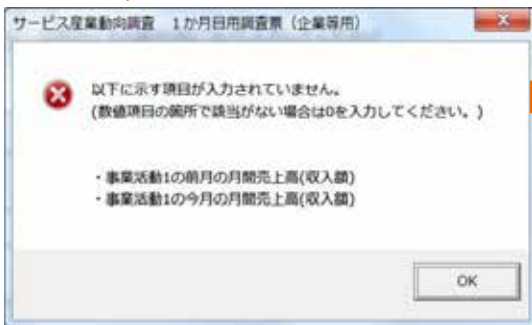 サービス産業動向調査　１か月目用調査票（企業等用）
以下に示す項目が入力されていません。
(数値項目の箇所で該当がない場合は0を入力してください。)
・事業活動1の前月の月間売上高(収入額)
・事業活動1の今月の月間売上高(収入額)
OK